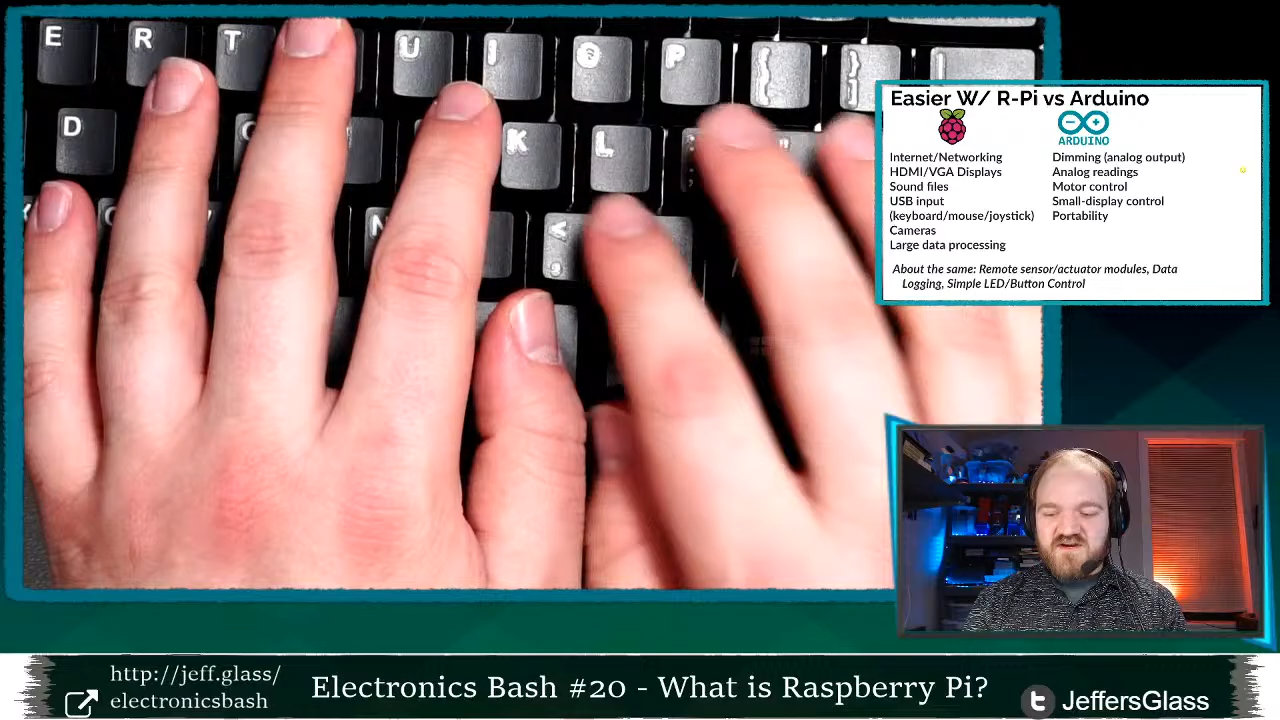 E R T U I O P { [ } ]
D K L : ; "
N < ,
Easier W/ R-Pi vs Arduino
ARDUINO
Internet/Networking
HDMI/VGA Displays
Sound files
USB input
(keyboard/mouse/joystick)
Cameras
Large data processing
Dimming (analog output)
Analog readings
Motor control
Small-display control
Portability
About the same: Remote sensor/actuator modules, Data
Logging, Simple LED/Button Control
http://jeff.glass/
electronicsbash
Electronics Bash #20 - What is Raspberry Pi?
JeffersGlass